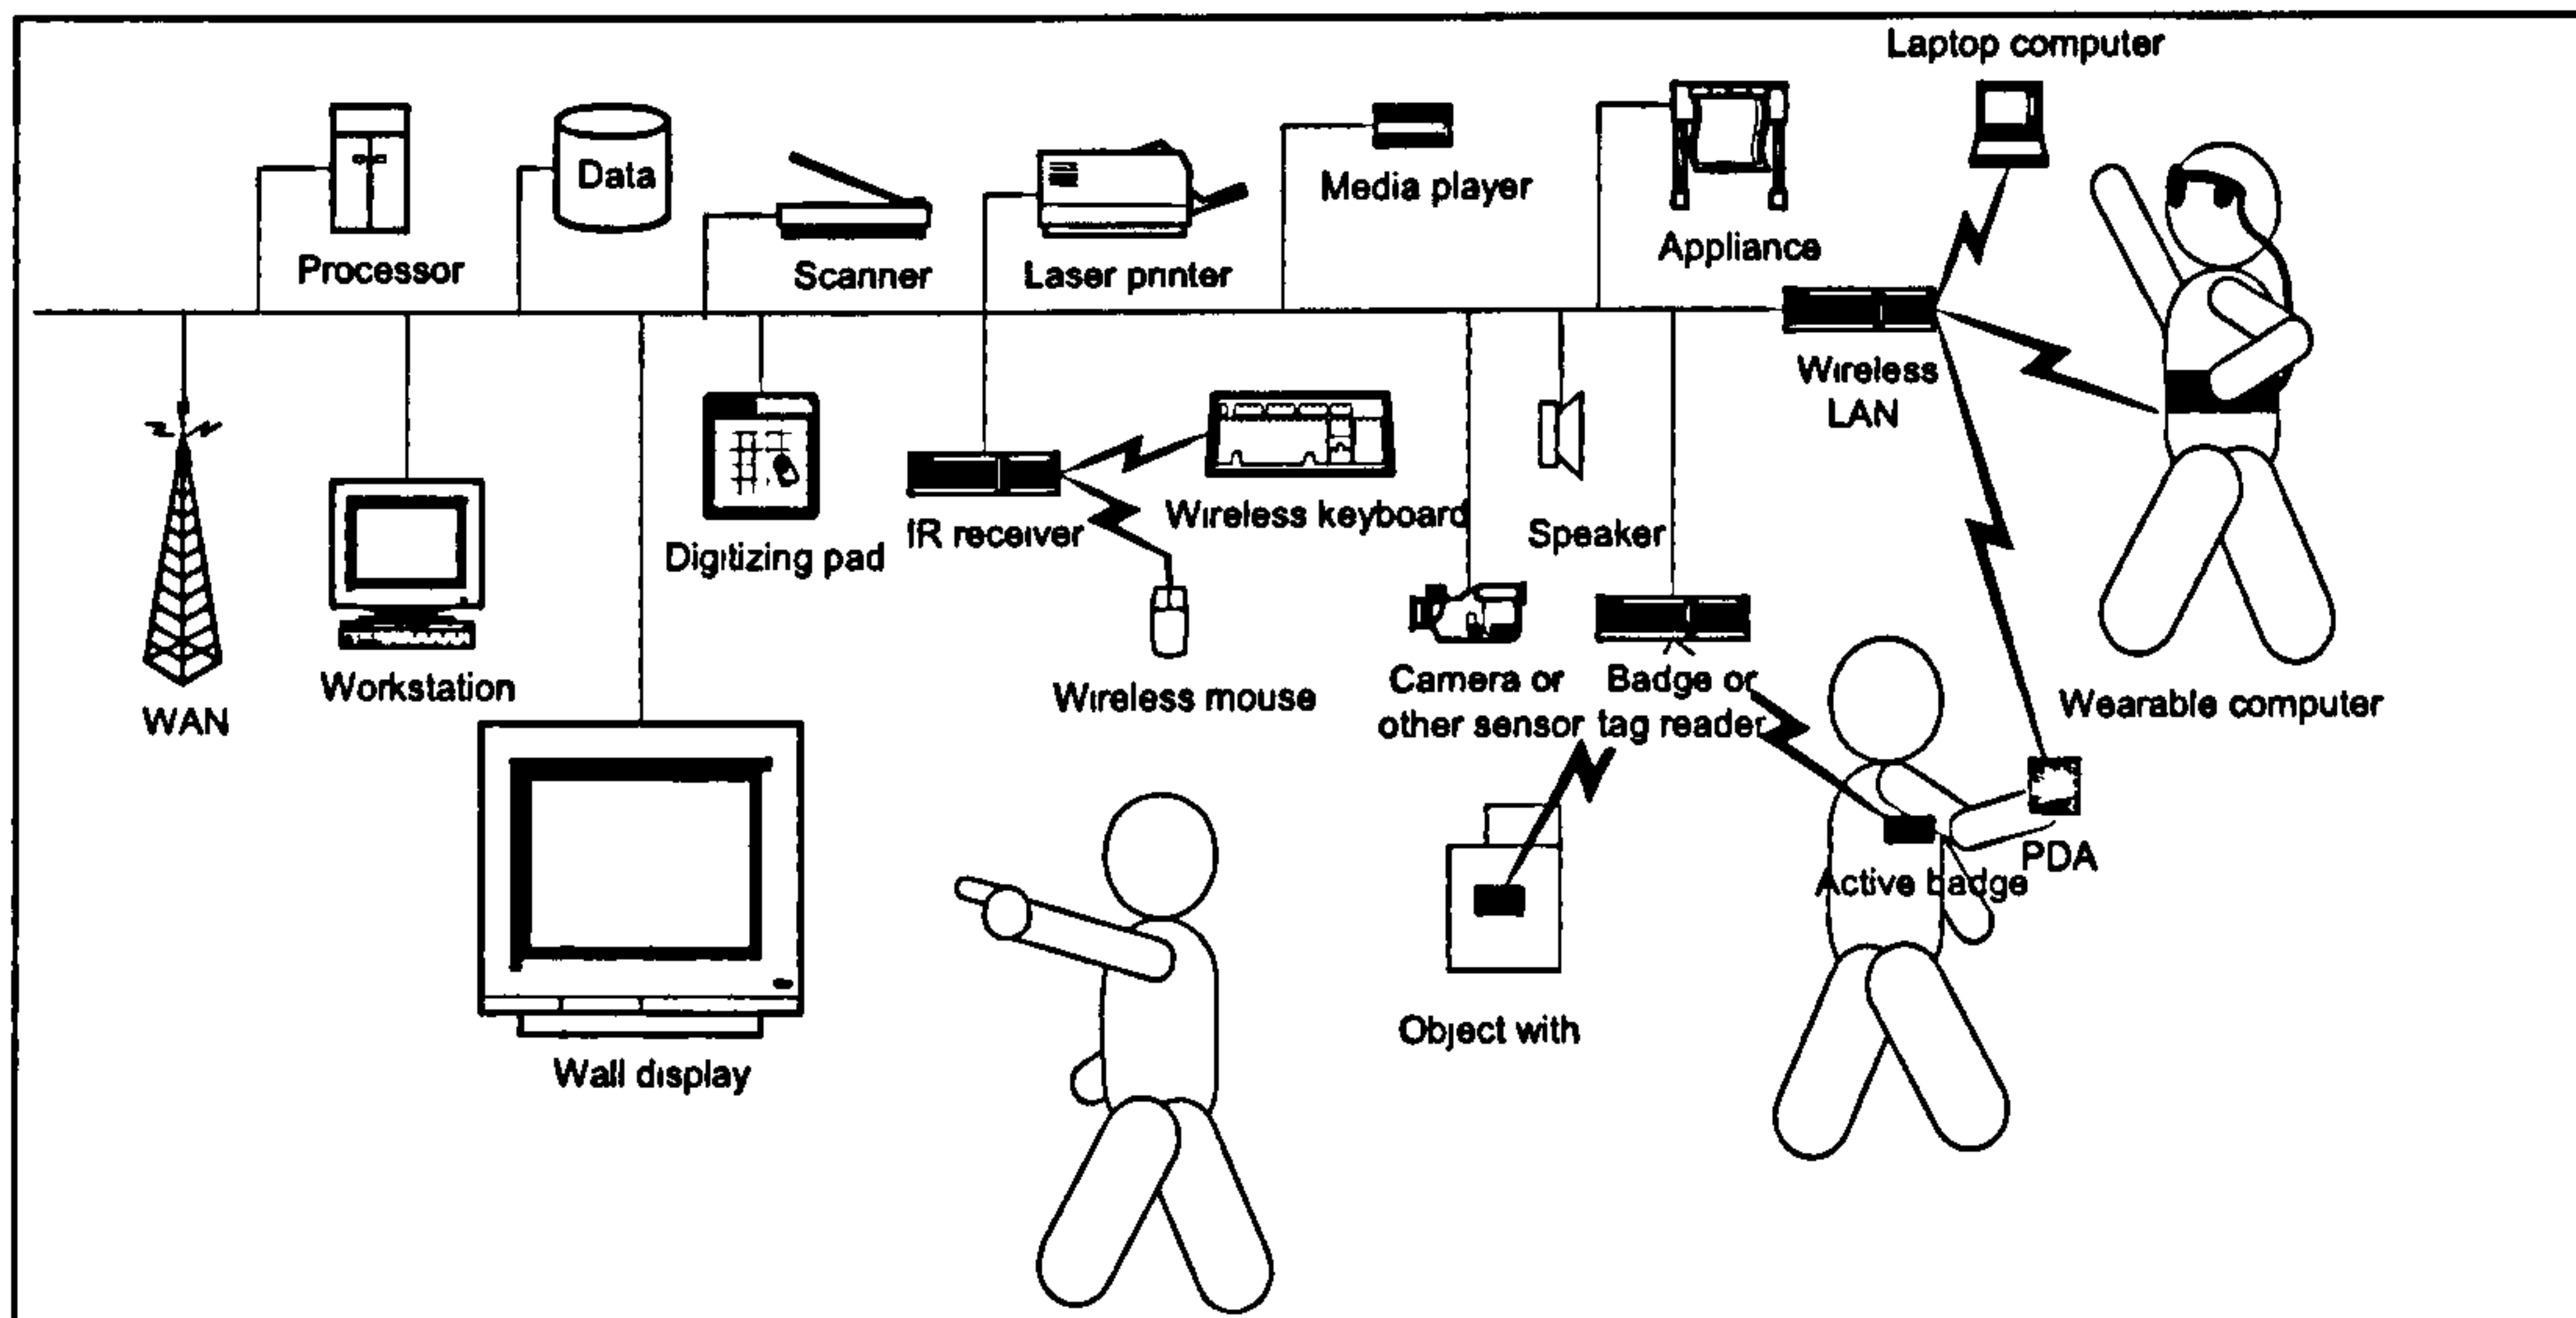 Laptop computer
Data
Media player
Processor
Scanner
Laser printer
Appliance
Wireless
LAN
Wireless keyboard
IR receiver
Speaker
Digitizing pad
Workstation
WAN
Wireless mouse
Camera or
other sensor
Badge or
tag reader
Wearable computer
PDA
Active badge
Object with
Wall display